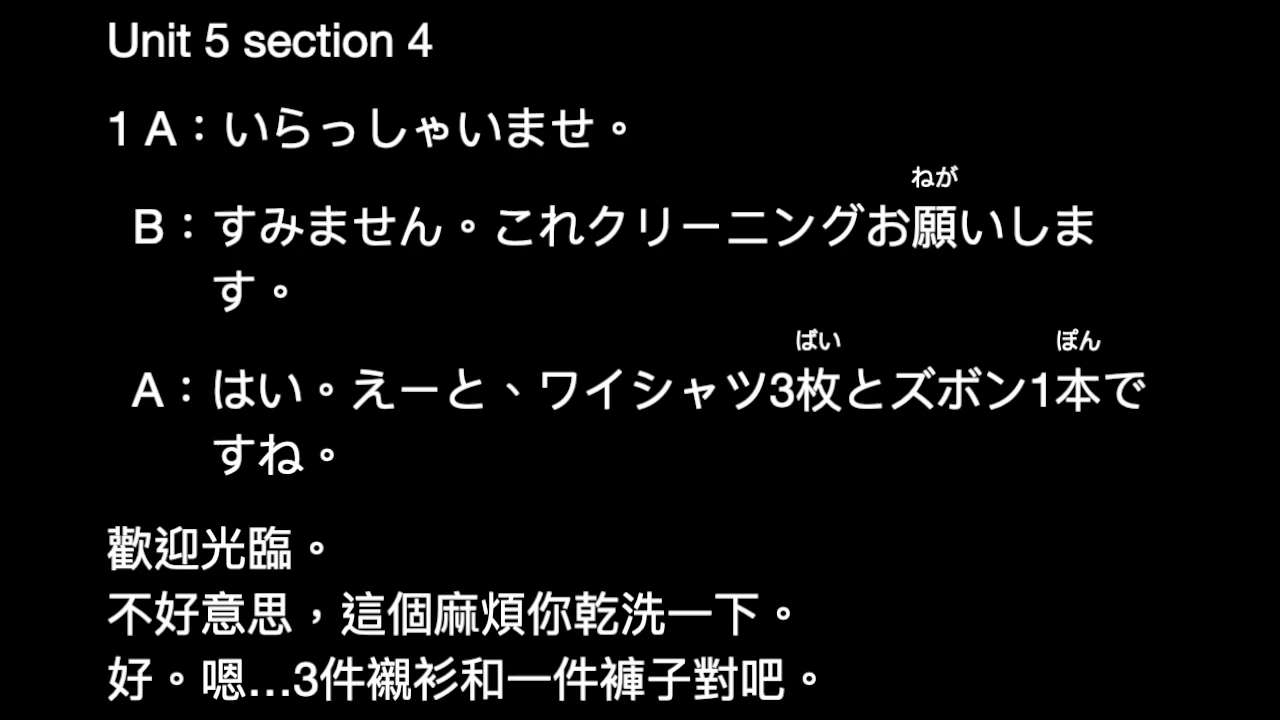 Unit 5 section 4
1 A：いらっしゃいませ。
ねが
B：すみません。これクリーニングお願いしま
す。
ばい ぽん
A：はい。えーと、ワイシャツ3枚とズボン1本で
すね。
歡迎光臨。
不好意思，這個麻煩你乾洗一下。
好。嗯...3件襯衫和一件褲子對吧。